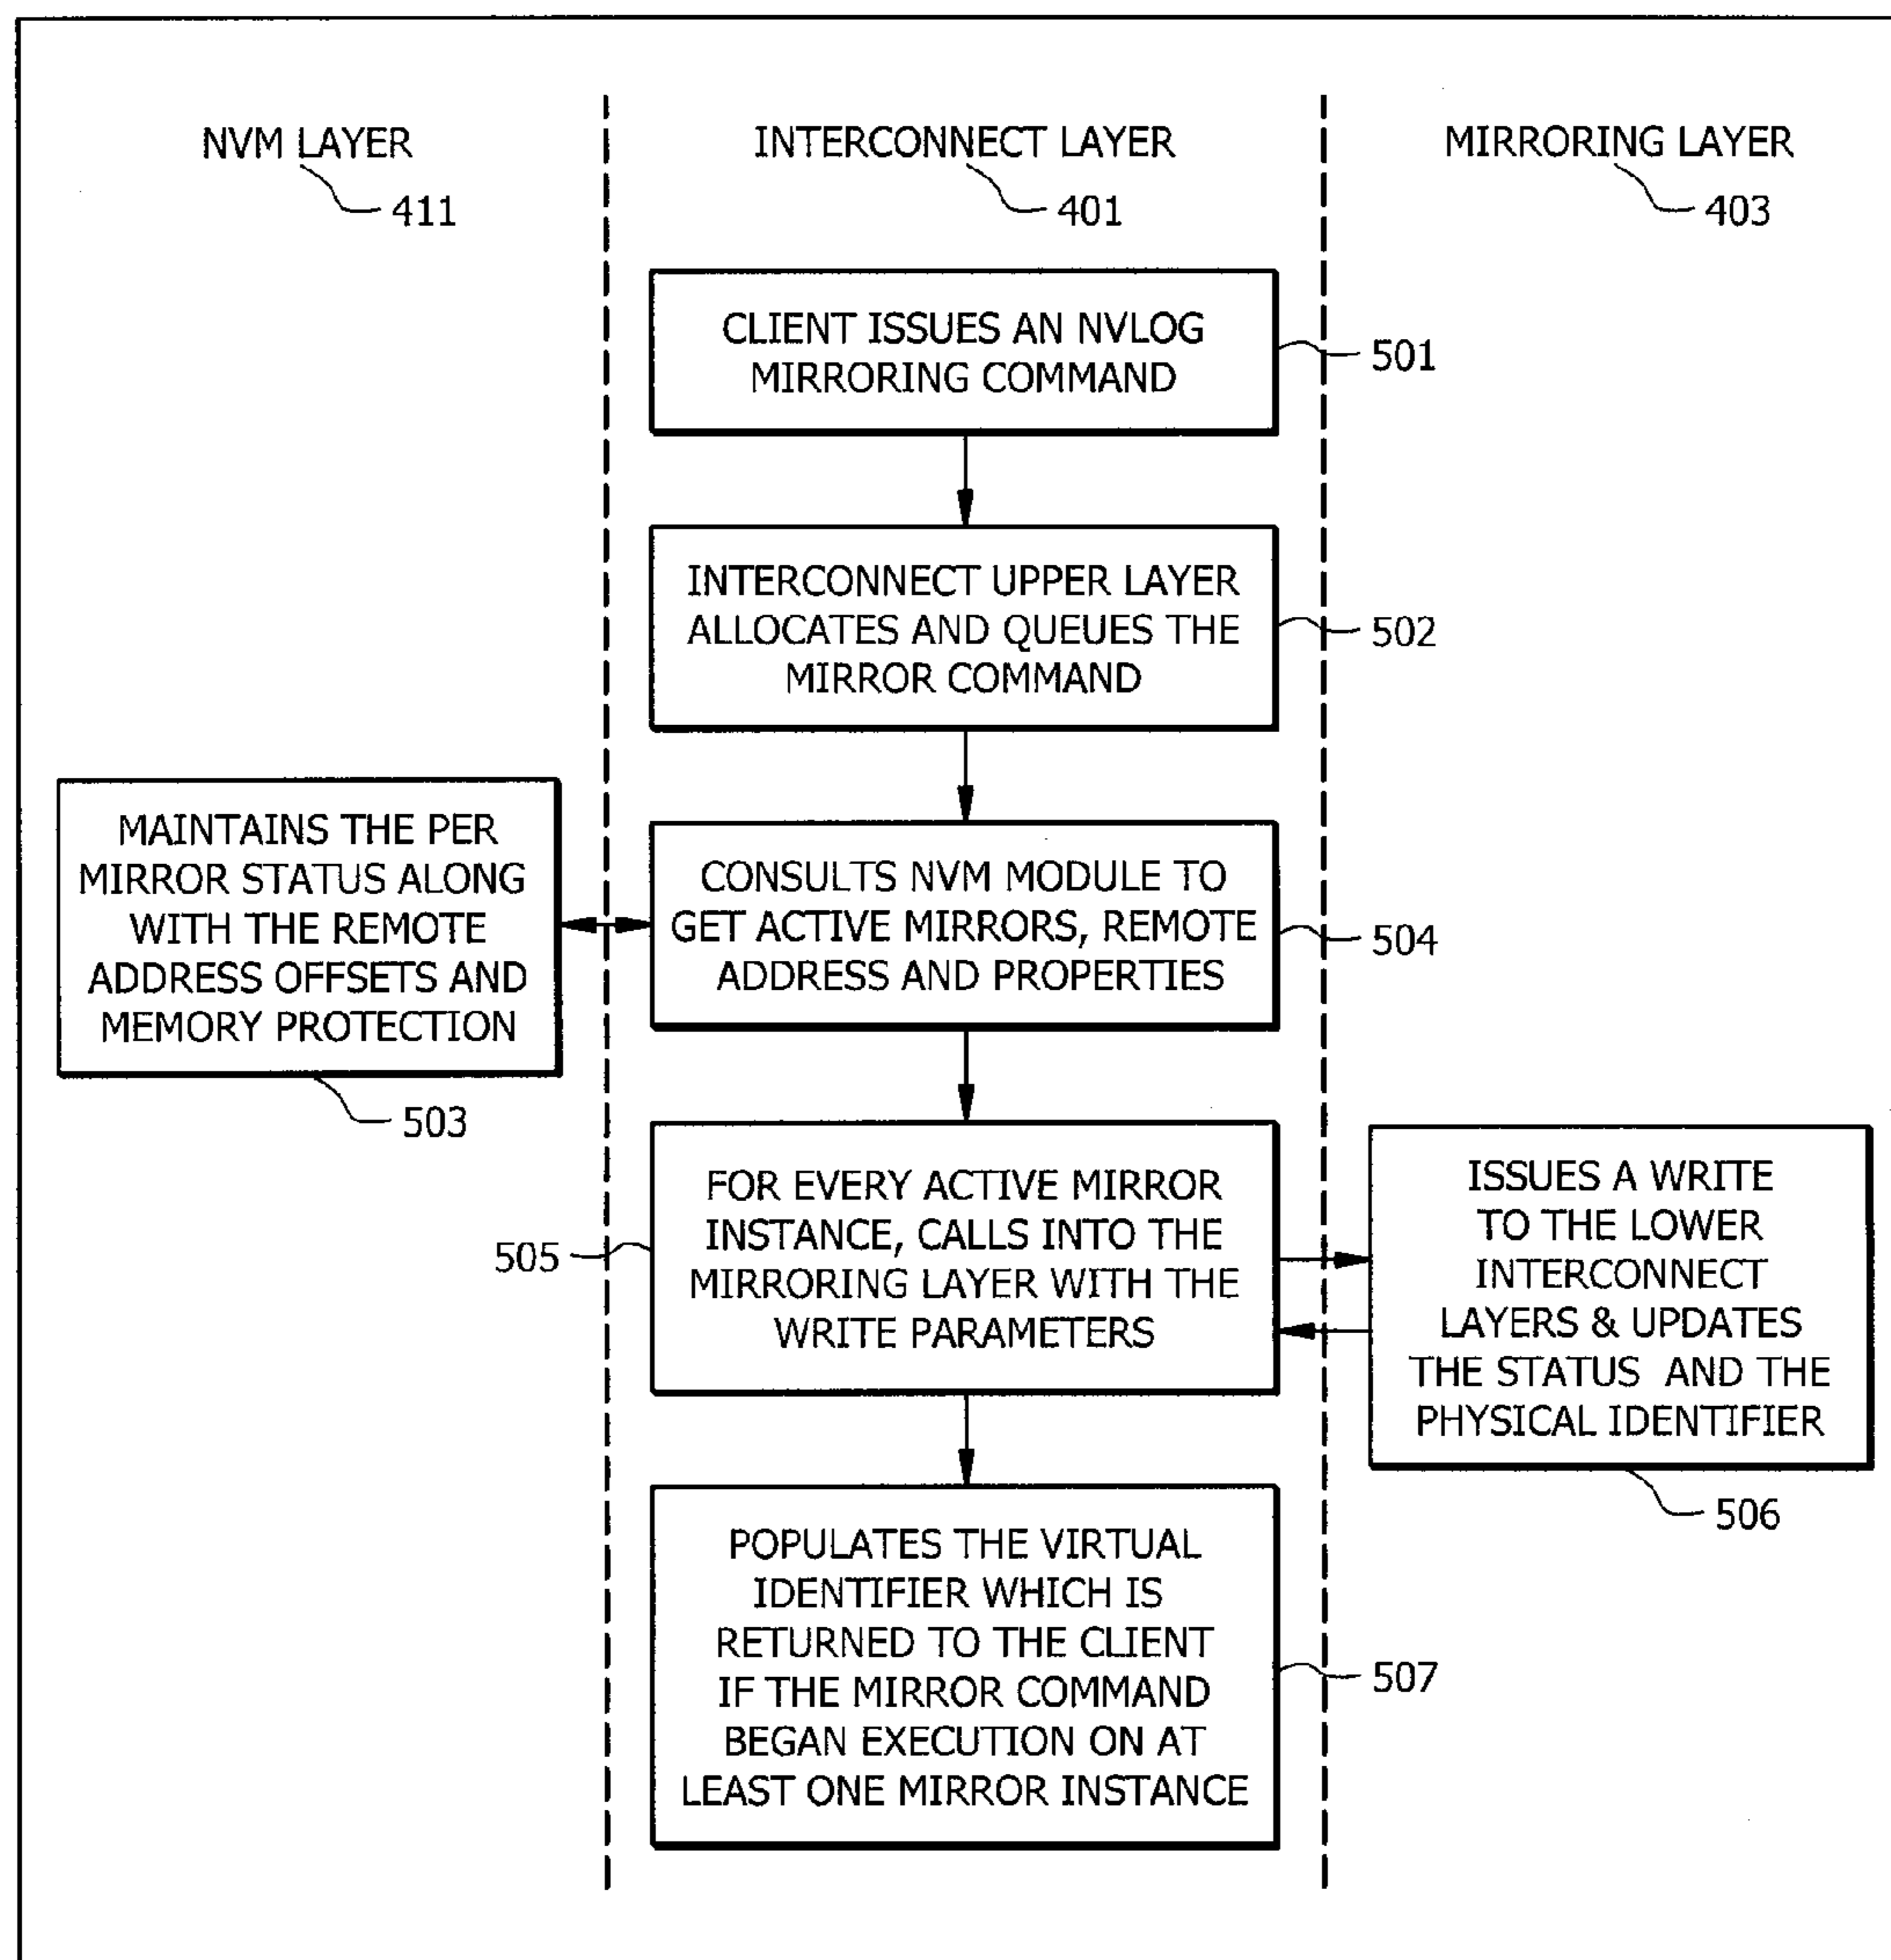 NVM LAYER
411
INTERCONNECT LAYER
401
MIRRORING LAYER
403
CLIENT ISSUES AN NVLOG
MIRRORING COMMAND
501
INTERCONNECT UPPER LAYER
ALLOCATES AND QUEUES THE
MIRROR COMMAND
502
MAINTAINS THE PER
MIRROR STATUS ALONG
WITH THE REMOTE
ADDRESS OFFSETS AND
MEMORY PROTECTION
503
CONSULTS NVM MODULE TO
GET ACTIVE MIRRORS, REMOTE
ADDRESS AND PROPERTIES
504
FOR EVERY ACTIVE MIRROR
INSTANCE, CALLS INTO THE
MIRRORING LAYER WITH THE
WRITE PARAMETERS
505
ISSUES A WRITE
TO THE LOWER
INTERCONNECT
LAYERS & UPDATES
THE STATUS AND THE
PHYSICAL IDENTIFIER
506
POPULATES THE VIRTUAL
IDENTIFIER WHICH IS
RETURNED TO THE CLIENT
IF THE MIRROR COMMAND
BEGAN EXECUTION ON AT
LEAST ONE MIRROR INSTANCE
507